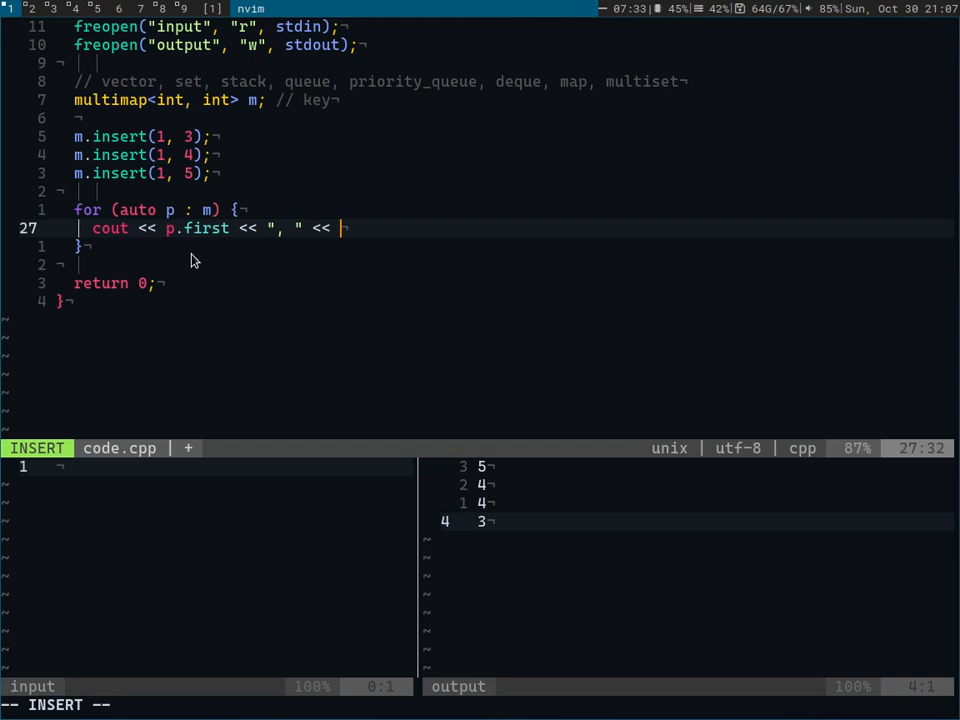 1 2 3 4 5 6 7 8 9 [1] nvim 07:33 45% 42% 64G/67% 85% Sun, Oct 30 21:07
11 freopen("input", "r", stdin);¬
10 freopen("output", "w", stdout);¬
9 ¬
8 // vector, set, stack, queue, priority_queue, deque, map, multiset¬
7 multimap<int, int> m; // key¬
6 ¬
5 m.insert(1, 3);¬
4 m.insert(1, 4);¬
3 m.insert(1, 5);¬
2 ¬
1 for (auto p : m) {¬
27 cout << p.first << ", " << ¬
1 }¬
2 ¬
3 return 0;¬
4 }¬
~
~
~
~
~
~
~
INSERT code.cpp | + unix | utf-8 | cpp 87% 27:32
1 ¬
~
~
~
~
~
~
~
~
~
~
~
input 100% 0:1
3 5¬
2 4¬
1 4¬
4 3¬
~
~
~
~
~
~
~
~
output 100% 4:1
-- INSERT --